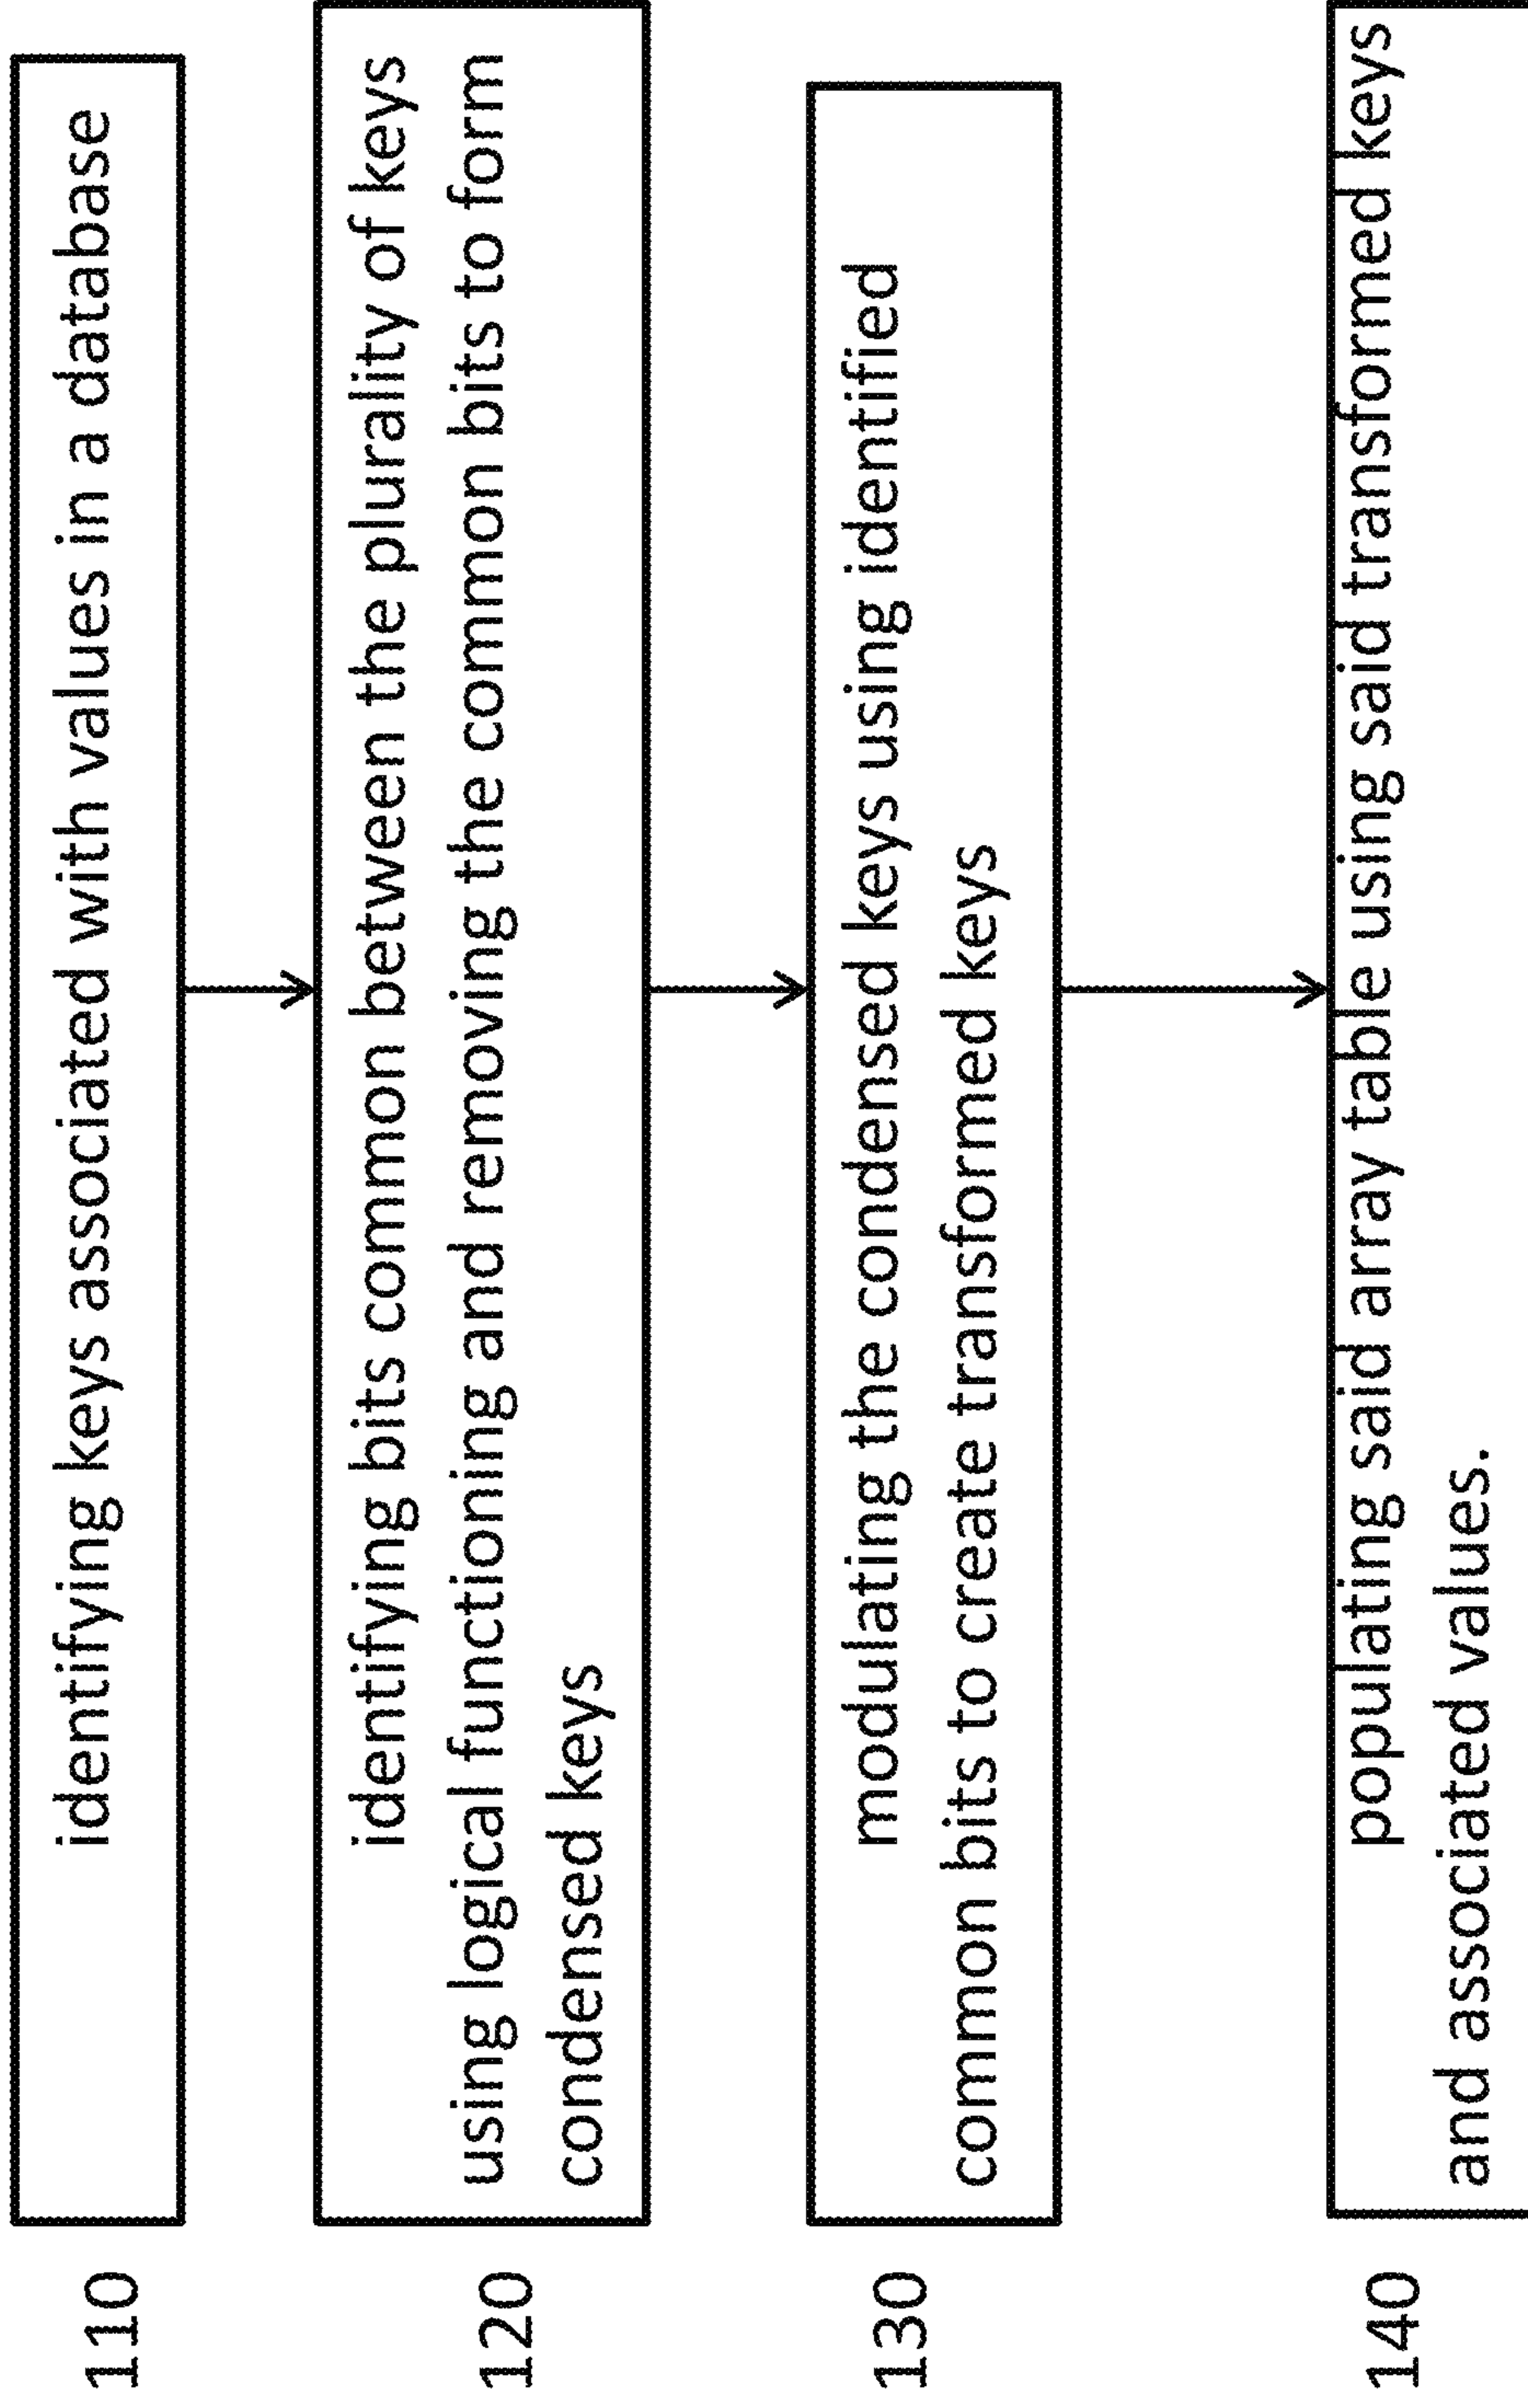 110
identifying keys associated with values in a database
120
identifying bits common between the plurality of keys
using logical functioning and removing the common bits to form
condensed keys
130
modulating the condensed keys using identified
common bits to create transformed keys
140
populating said array table using said transformed keys
and associated values.